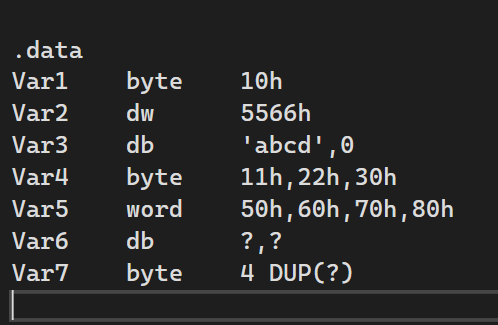 .data
Var1 byte 10h
Var2 dw 5566h
Var3 db 'abcd',0
Var4 byte 11h,22h,30h
Var5 word 50h,60h,70h,80h
Var6 db ?,?
Var7 byte 4 DUP(?)